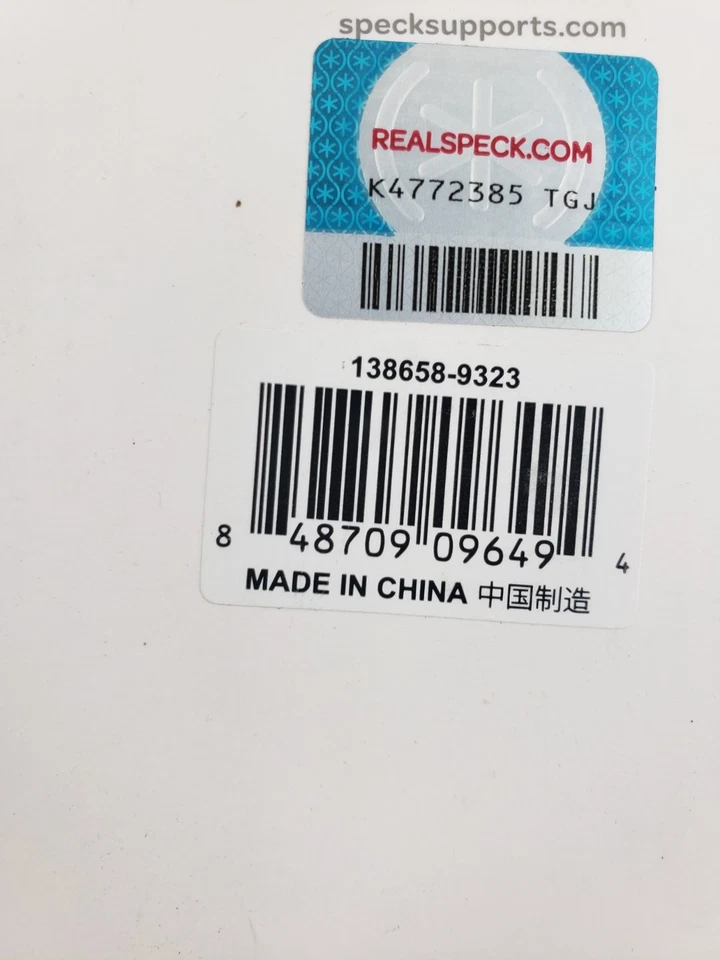 specksupports.com
REALSPECK.COM
K4772385 TGJ
138658-9323
8 48709 09649 4
MADE IN CHINA 中国制造